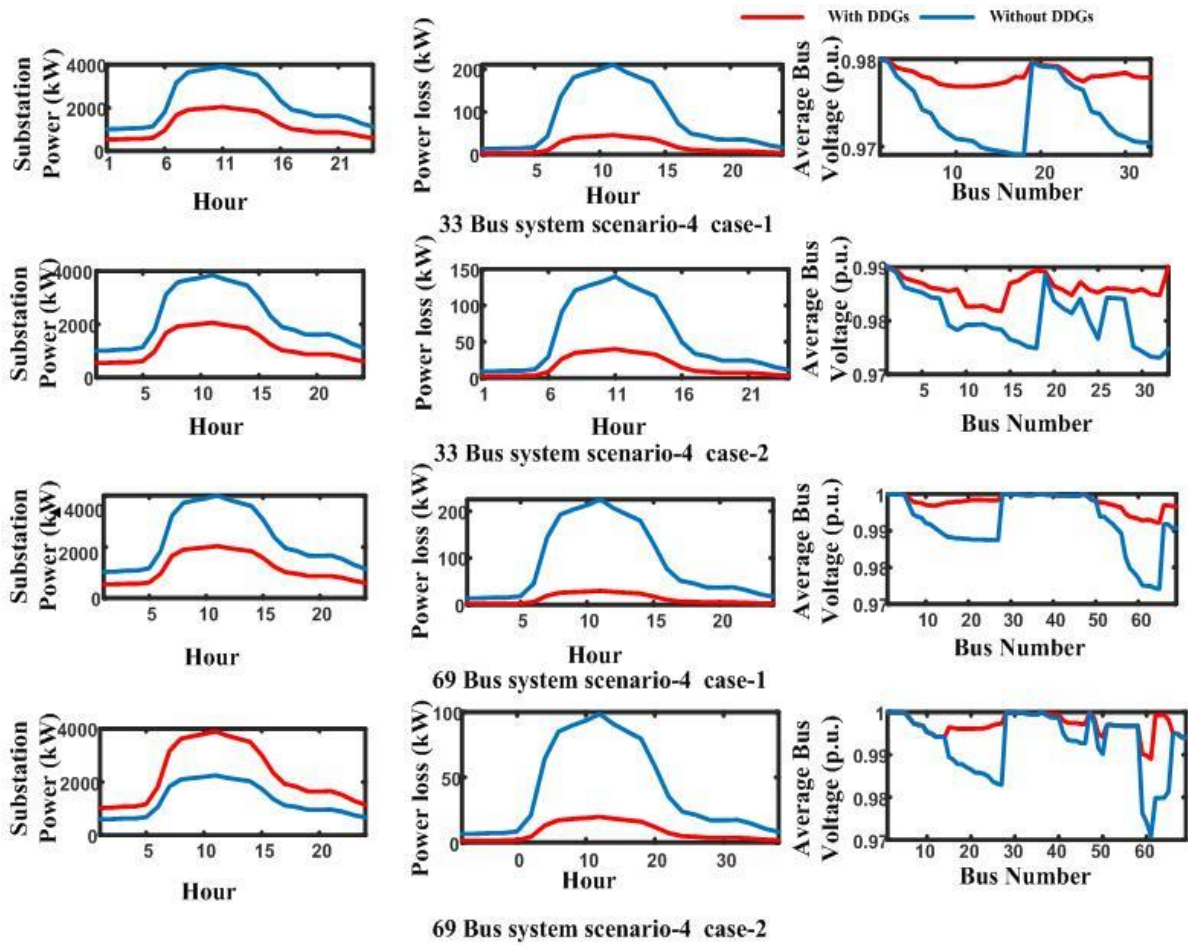 With DDGs Without DDGs
Substation
Power (kW)
4000
2000
0
1 6 11 16 21
Hour
Power loss (kW)
200
100
0
5 10 15 20
Hour
Average Bus
Voltage (p.u.)
0.98
0.97
10 20 30
Bus Number
33 Bus system scenario-4 case-1
Substation
Power (kW)
4000
2000
0
5 10 15 20
Hour
Power loss (kW)
150
100
50
0
1 6 11 16 21
Hour
Average Bus
Voltage (p.u.)
0.99
0.98
0.97
5 10 15 20 25 30
Bus Number
33 Bus system scenario-4 case-2
Substation
Power (kW)
4000
2000
0
5 10 15 20
Hour
Power loss (kW)
200
100
0
5 10 15 20
Hour
Average Bus
Voltage (p.u.)
1
0.99
0.98
0.97
10 20 30 40 50 60
Bus Number
69 Bus system scenario-4 case-1
Substation
Power (kW)
4000
2000
0
5 10 15 20
Hour
Power loss (kW)
100
50
0
0 10 20 30
Hour
Average Bus
Voltage (p.u.)
1
0.99
0.98
0.97
10 20 30 40 50 60
Bus Number
69 Bus system scenario-4 case-2